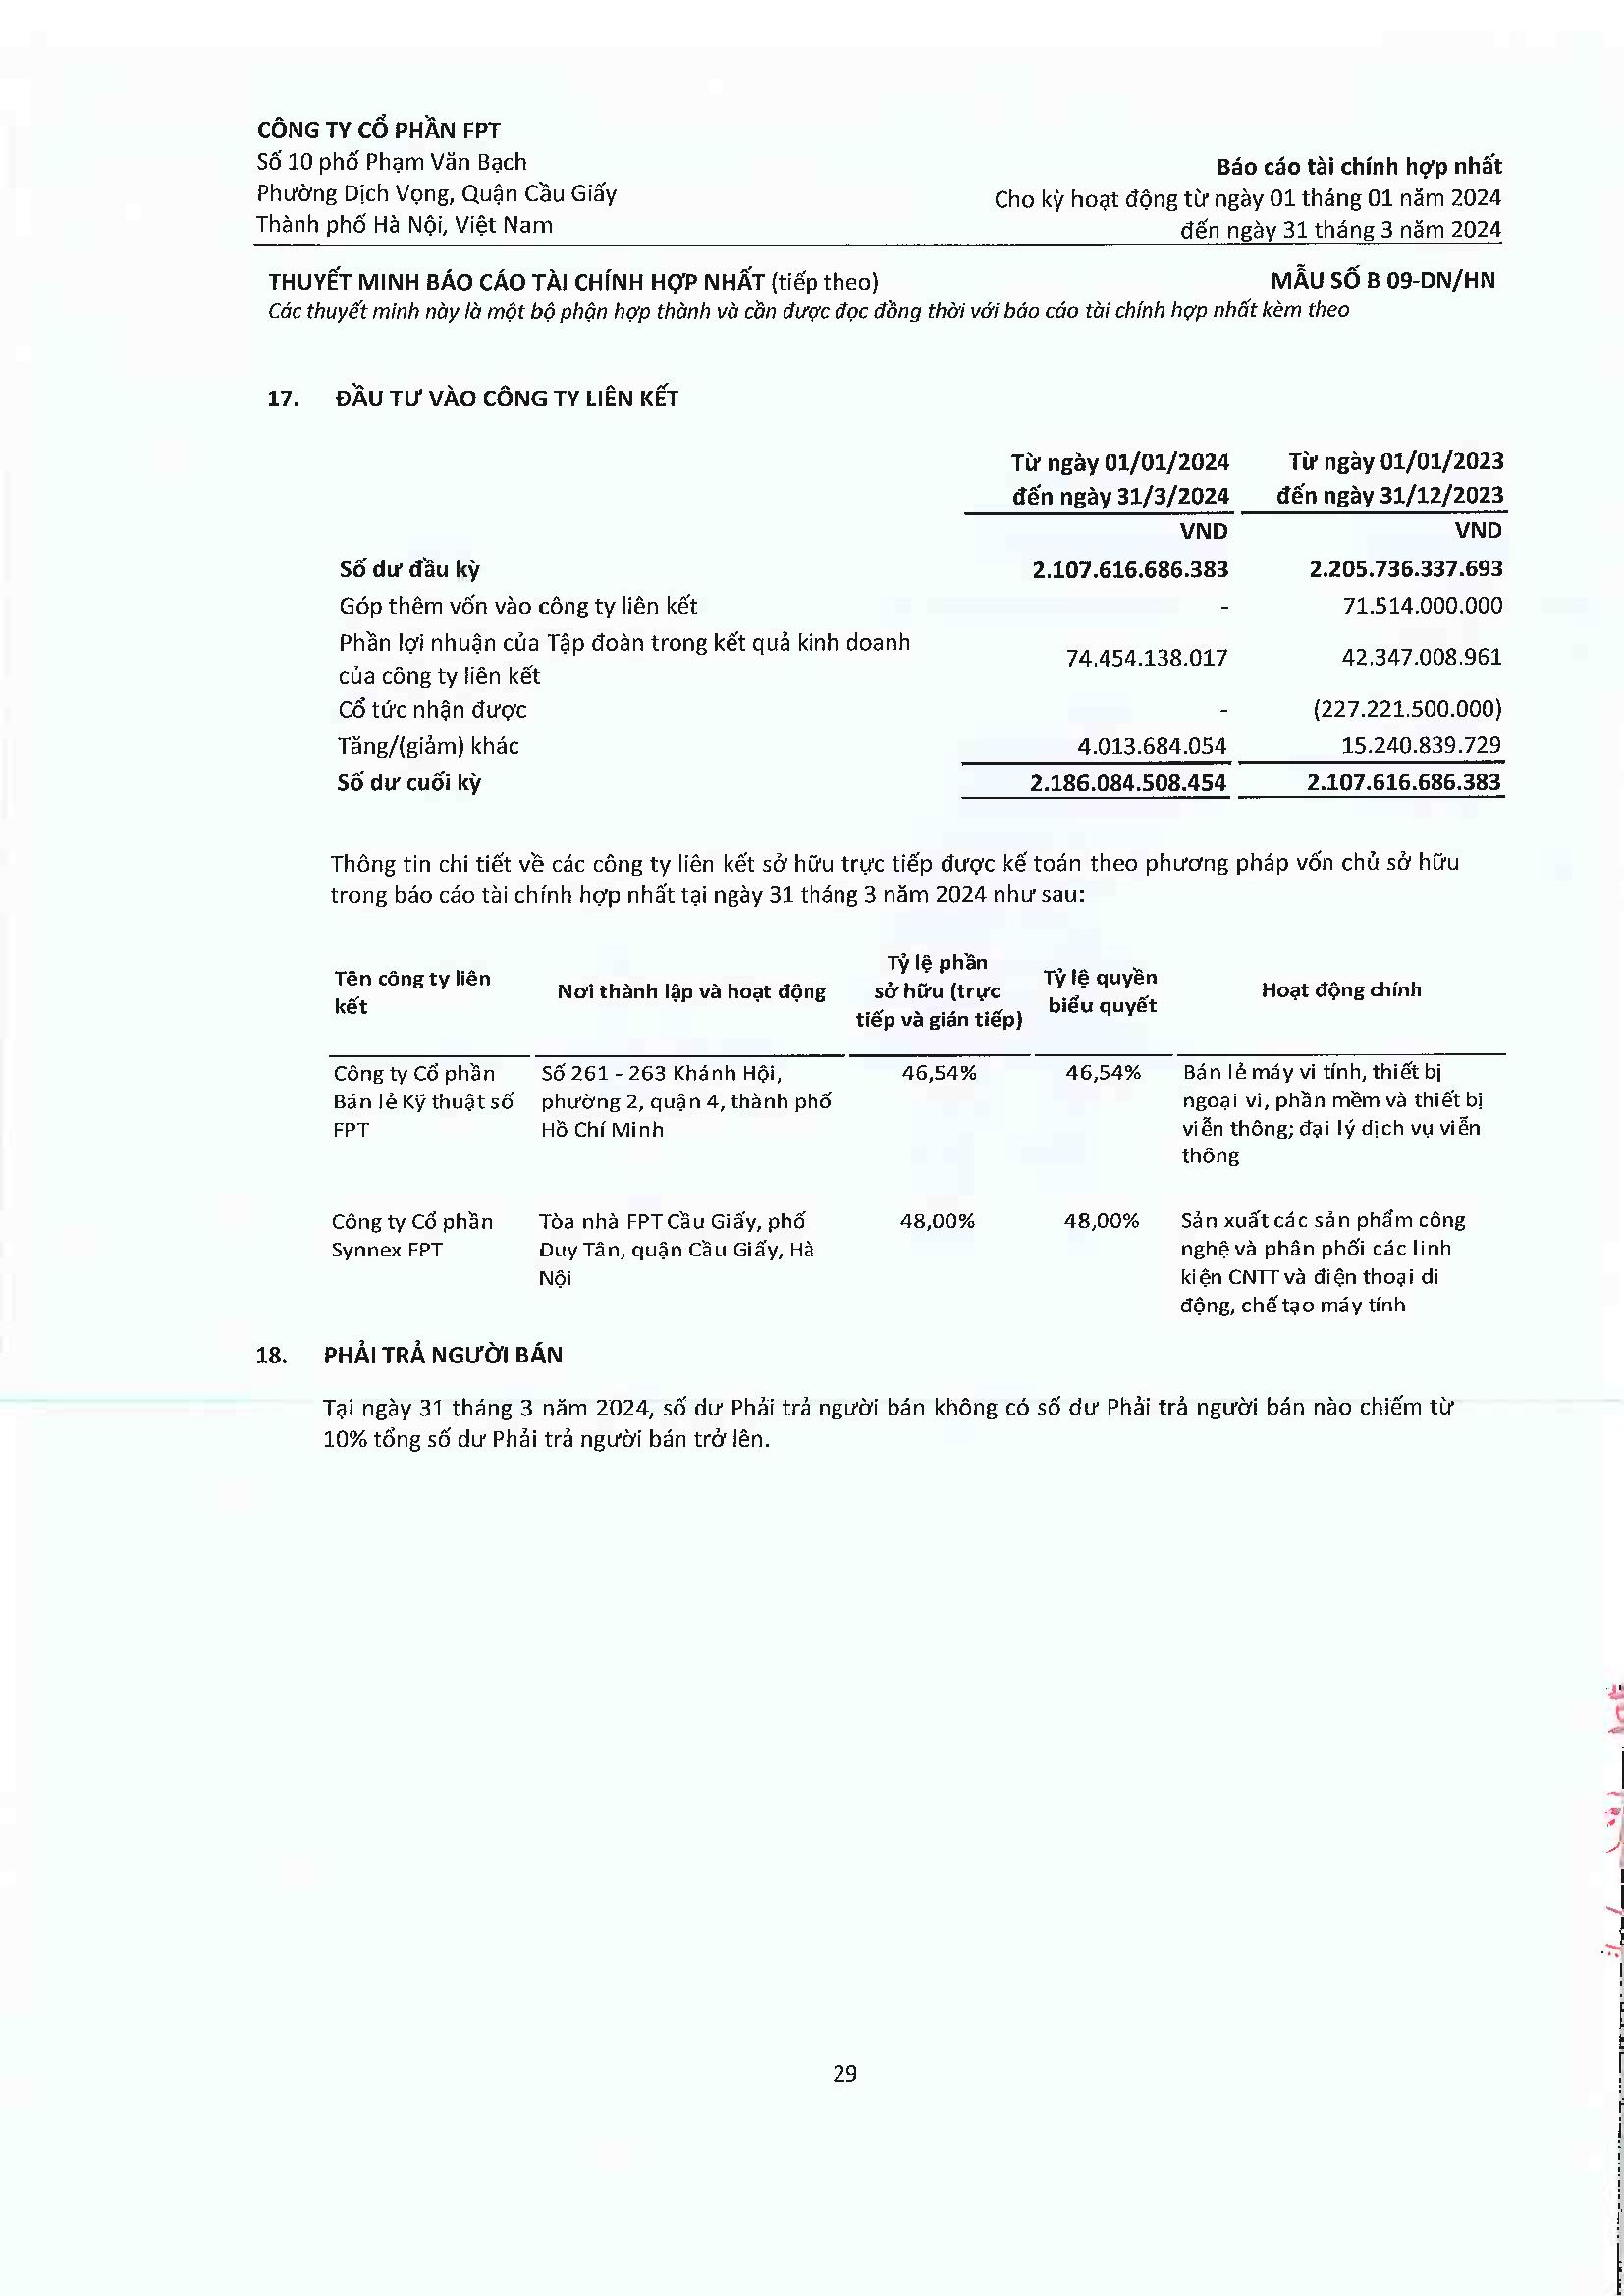 CÔNG TY CỔ PHẦN FPT
Số 10 phố Phạm Văn Bạch
Phường Dịch Vọng, Quận Cầu Giấy
Thành phố Hà Nội, Việt Nam
Báo cáo tài chính hợp nhất
Cho kỳ hoạt động từ ngày 01 tháng 01 năm 2024
đến ngày 31 tháng 3 năm 2024
THUYẾT MINH BÁO CÁO TÀI CHÍNH HỢP NHẤT (tiếp theo) MẪU SỐ B 09-DN/HN
Các thuyết minh này là một bộ phận hợp thành và cần được đọc đồng thời với báo cáo tài chính hợp nhất kèm theo
17. ĐẦU TƯ VÀO CÔNG TY LIÊN KẾT
Từ ngày 01/01/2024 Từ ngày 01/01/2023
đến ngày 31/3/2024 đến ngày 31/12/2023
VND VND
Số dư đầu kỳ 2.107.616.686.383 2.205.736.337.693
Góp thêm vốn vào công ty liên kết - 71.514.000.000
Phần lợi nhuận của Tập đoàn trong kết quả kinh doanh
của công ty liên kết 74.454.138.017 42.347.008.961
Cổ tức nhận được - (227.221.500.000)
Tăng/(giảm) khác 4.013.684.054 15.240.839.729
Số dư cuối kỳ 2.186.084.508.454 2.107.616.686.383
Thông tin chi tiết về các công ty liên kết sở hữu trực tiếp được kế toán theo phương pháp vốn chủ sở hữu
trong báo cáo tài chính hợp nhất tại ngày 31 tháng 3 năm 2024 như sau:
Tên công ty liên
kết
Nơi thành lập và hoạt động
Tỷ lệ phần
sở hữu (trực
tiếp và gián tiếp)
Tỷ lệ quyền
biểu quyết
Hoạt động chính
Công ty Cổ phần
Bán lẻ Kỹ thuật số
FPT
Số 261 - 263 Khánh Hội,
phường 2, quận 4, thành phố
Hồ Chí Minh
46,54%
46,54%
Bán lẻ máy vi tính, thiết bị
ngoại vi, phần mềm và thiết bị
viễn thông; đại lý dịch vụ viễn
thông
Công ty Cổ phần
Synnex FPT
Tòa nhà FPT Cầu Giấy, phố
Duy Tân, quận Cầu Giấy, Hà
Nội
48,00%
48,00%
Sản xuất các sản phẩm công
nghệ và phân phối các linh
kiện CNTT và điện thoại di
động, chế tạo máy tính
18. PHẢI TRẢ NGƯỜI BÁN
Tại ngày 31 tháng 3 năm 2024, số dư Phải trả người bán không có số dư Phải trả người bán nào chiếm từ
10% tổng số dư Phải trả người bán trở lên.
29